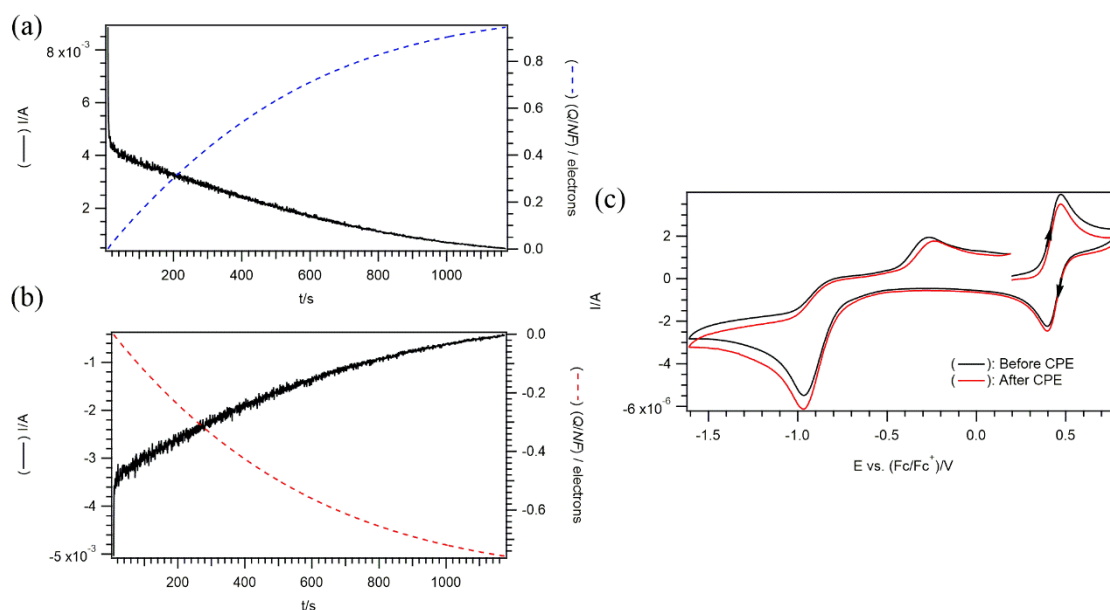 (a)
8 x10⁻³
4
2
(——) I/A
0.8
0.6
0.4
0.2
0.0
(- - -) (Q/NF) / electrons
200
400
600
800
1000
t/s
(b)
-1
-2
-3
-4
-5 x10⁻³
(——) I/A
0.0
-0.2
-0.4
-0.6
(- - -) (Q/NF) / electrons
200
400
600
800
1000
t/s
(c)
2
0
-2
-4
-6 x10⁻⁶
I/A
(——): Before CPE
(——): After CPE
-1.5
-1.0
-0.5
0.0
0.5
E vs. (Fc/Fc⁺)/V